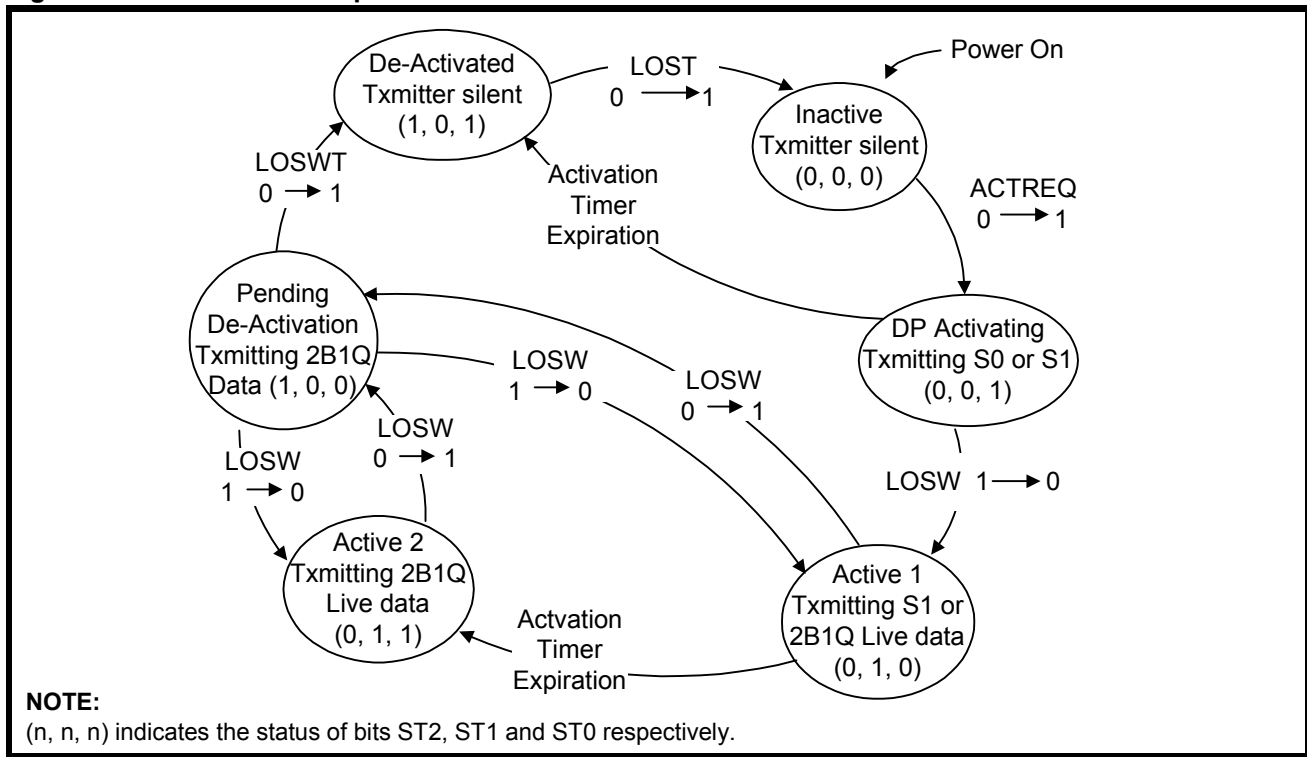 Power On
De-Activated
Txmitter silent
(1, 0, 1)
LOST
0 → 1
Inactive
Txmitter silent
(0, 0, 0)
LOSWT
0 → 1
Activation
Timer
Expiration
ACTREQ
0 → 1
Pending
De-Activation
Txmitting 2B1Q
Data (1, 0, 0)
DP Activating
Txmitting S0 or S1
(0, 0, 1)
LOSW
1 → 0
LOSW
0 → 1
LOSW
0 → 1
LOSW
1 → 0
LOSW 1 → 0
Active 2
Txmitting 2B1Q
Live data
(0, 1, 1)
Active 1
Txmitting S1 or
2B1Q Live data
(0, 1, 0)
Actvation
Timer
Expiration
NOTE:
(n, n, n) indicates the status of bits ST2, ST1 and ST0 respectively.